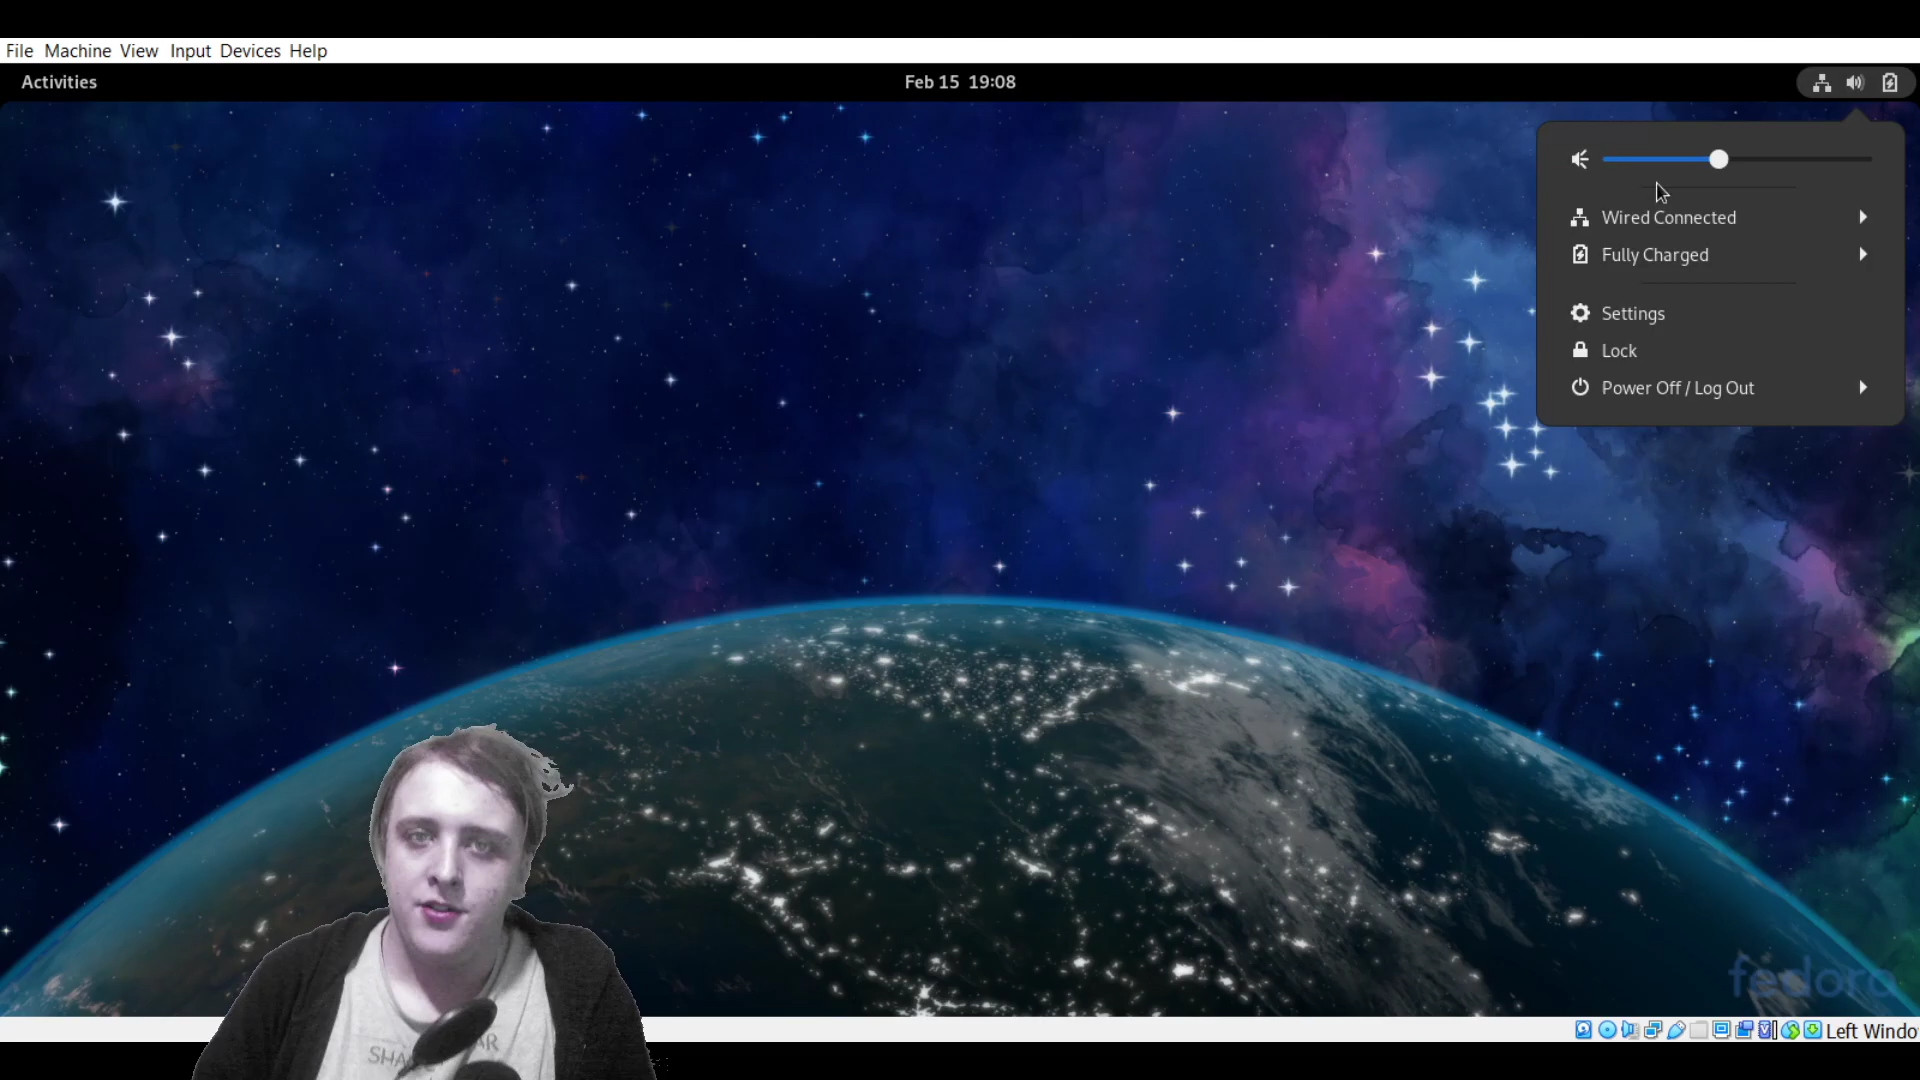 File Machine View Input Devices Help
Activities
Feb 15 19:08
Wired Connected
Fully Charged
Settings
Lock
Power Off / Log Out
fedora
Left Windo